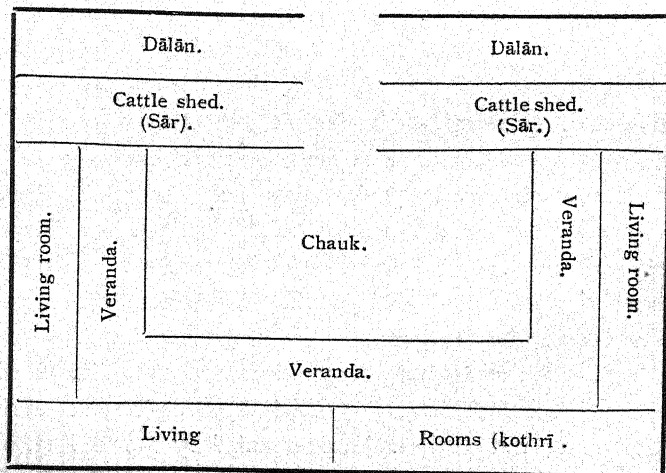 Dālān.
Dālān.
Cattle shed.
(Sār).
Cattle shed.
(Sār.)
Living room.
Veranda.
Chauk.
Veranda.
Living room.
Veranda.
Living
Rooms (kothrī .